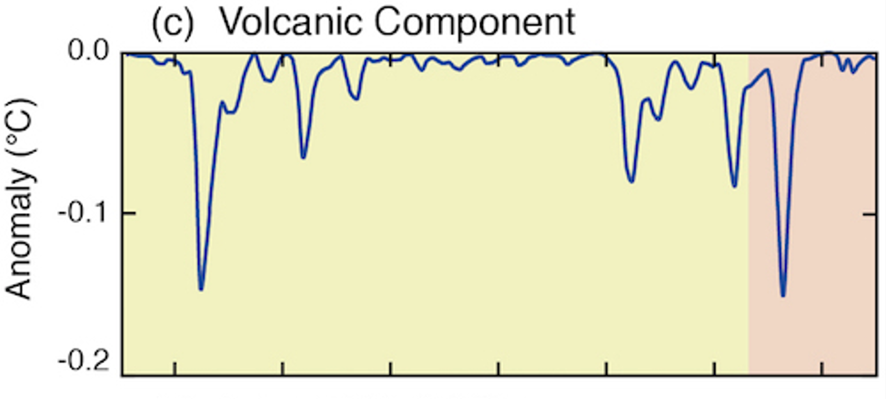 (c) Volcanic Component
0.0
Anomaly (°C)
-0.1
-0.2